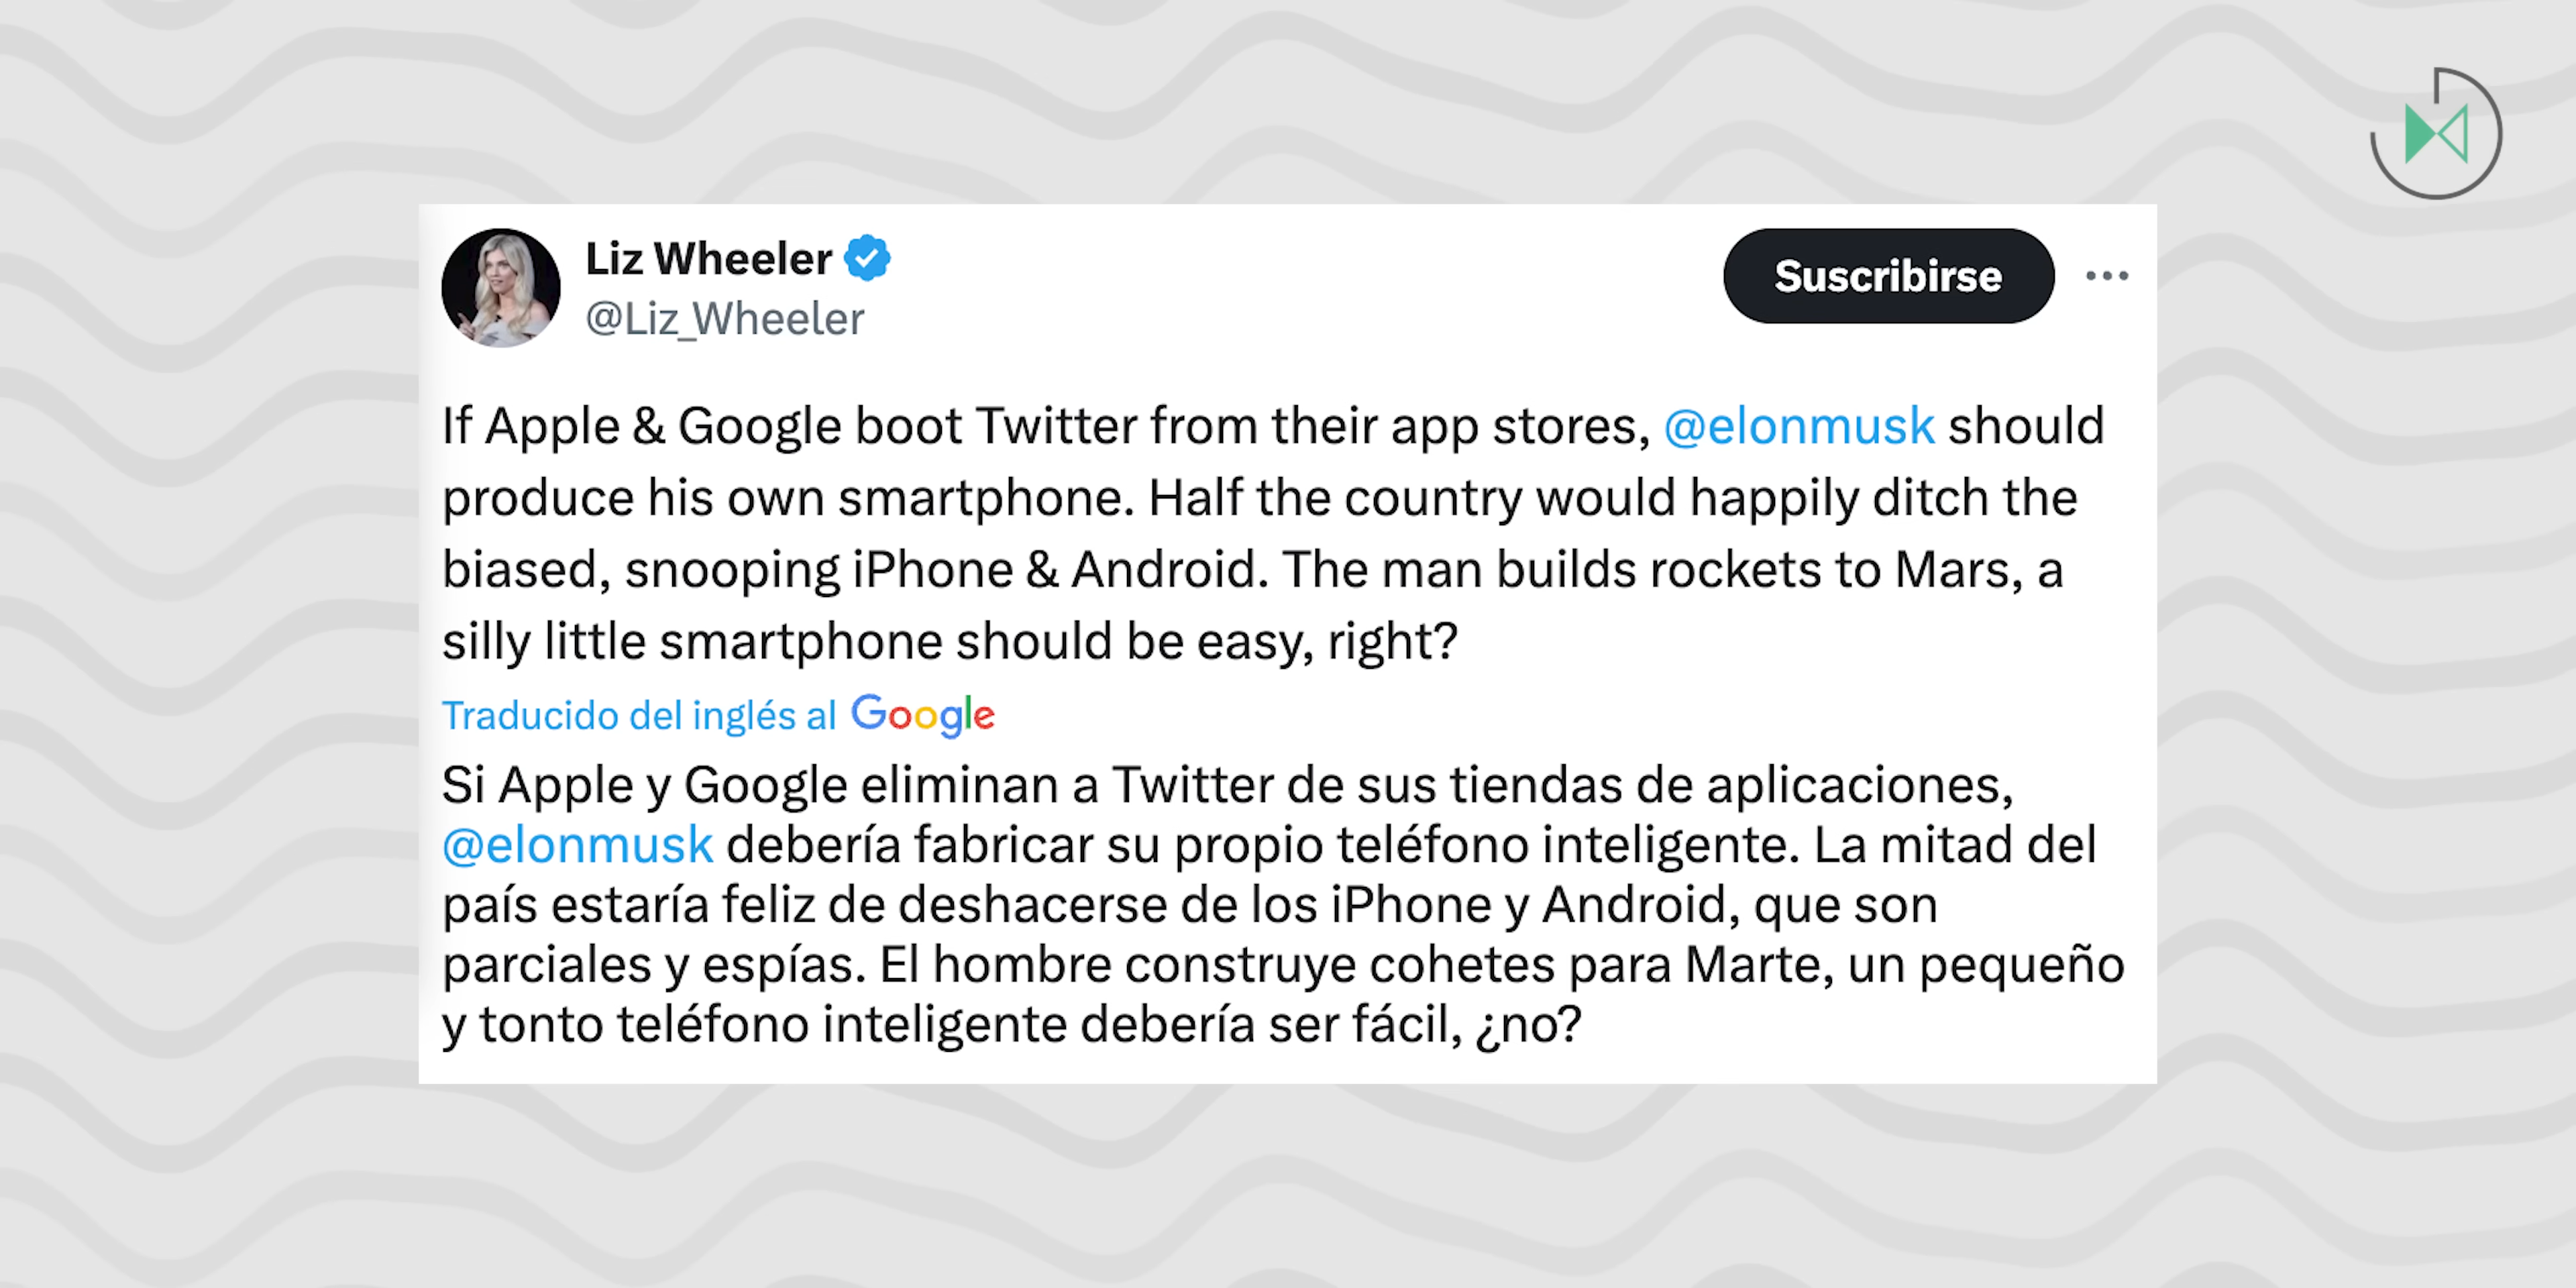 Liz Wheeler
@Liz_Wheeler
Suscribirse
If Apple & Google boot Twitter from their app stores, @elonmusk should
produce his own smartphone. Half the country would happily ditch the
biased, snooping iPhone & Android. The man builds rockets to Mars, a
silly little smartphone should be easy, right?
Traducido del inglés al Google
Si Apple y Google eliminan a Twitter de sus tiendas de aplicaciones,
@elonmusk debería fabricar su propio teléfono inteligente. La mitad del
país estaría feliz de deshacerse de los iPhone y Android, que son
parciales y espías. El hombre construye cohetes para Marte, un pequeño
y tonto teléfono inteligente debería ser fácil, ¿no?